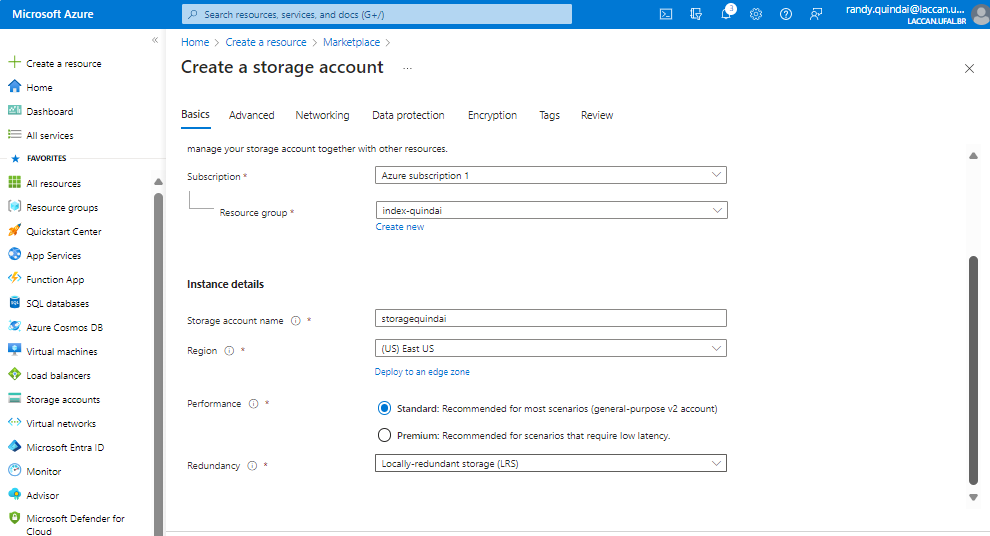 Microsoft Azure
Search resources, services, and docs (G+/)
3
randy.quindai@laccan.u...
LACCAN.UFAL.BR
«
Create a resource
Home
Dashboard
All services
FAVORITES
All resources
Resource groups
Quickstart Center
App Services
Function App
SQL databases
Azure Cosmos DB
Virtual machines
Load balancers
Storage accounts
Virtual networks
Microsoft Entra ID
Monitor
Advisor
Microsoft Defender for
Cloud
Home > Create a resource > Marketplace >
Create a storage account ...
Basics Advanced Networking Data protection Encryption Tags Review
manage your storage account together with other resources.
Subscription * Azure subscription 1
Resource group * index-quindai
Create new
Instance details
Storage account name * storagequindai
Region * (US) East US
Deploy to an edge zone
Performance * Standard: Recommended for most scenarios (general-purpose v2 account)
Premium: Recommended for scenarios that require low latency.
Redundancy * Locally-redundant storage (LRS)